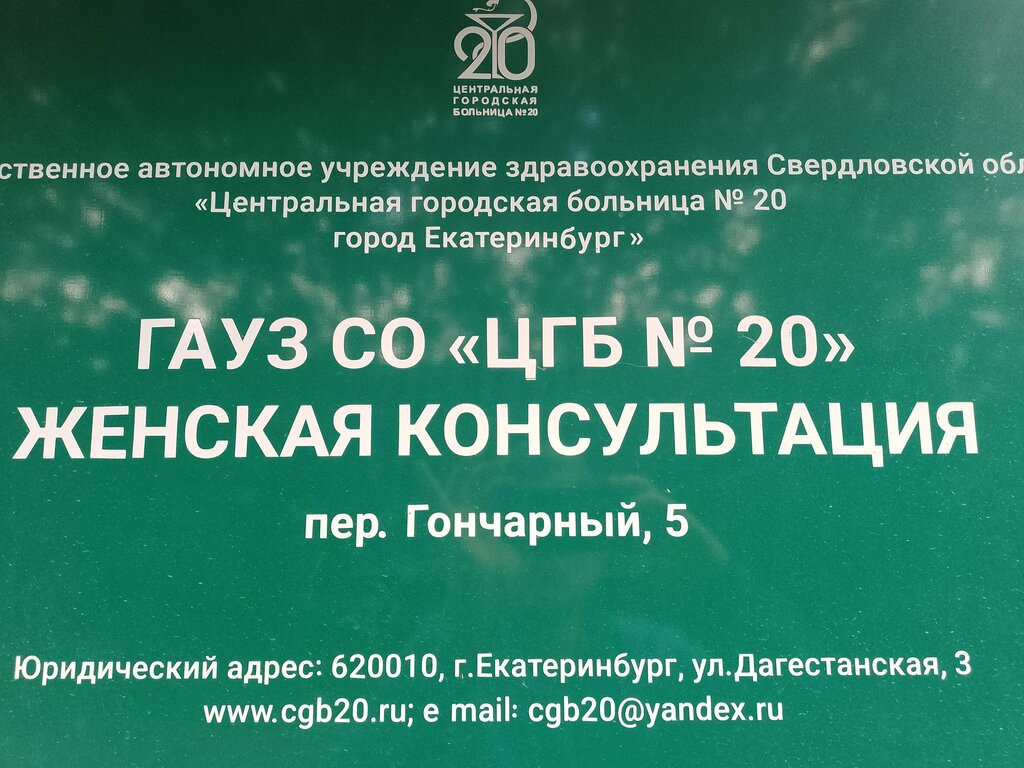 20
ЦЕНТРАЛЬНАЯ
ГОРОДСКАЯ
БОЛЬНИЦА №20
ственное автономное учреждение здравоохранения Свердловской обл
«Центральная городская больница № 20
город Екатеринбург»
ГАУЗ СО «ЦГБ № 20»
ЖЕНСКАЯ КОНСУЛЬТАЦИЯ
пер. Гончарный, 5
Юридический адрес: 620010, г.Екатеринбург, ул.Дагестанская, 3
www.cgb20.ru; e mail: cgb20@yandex.ru